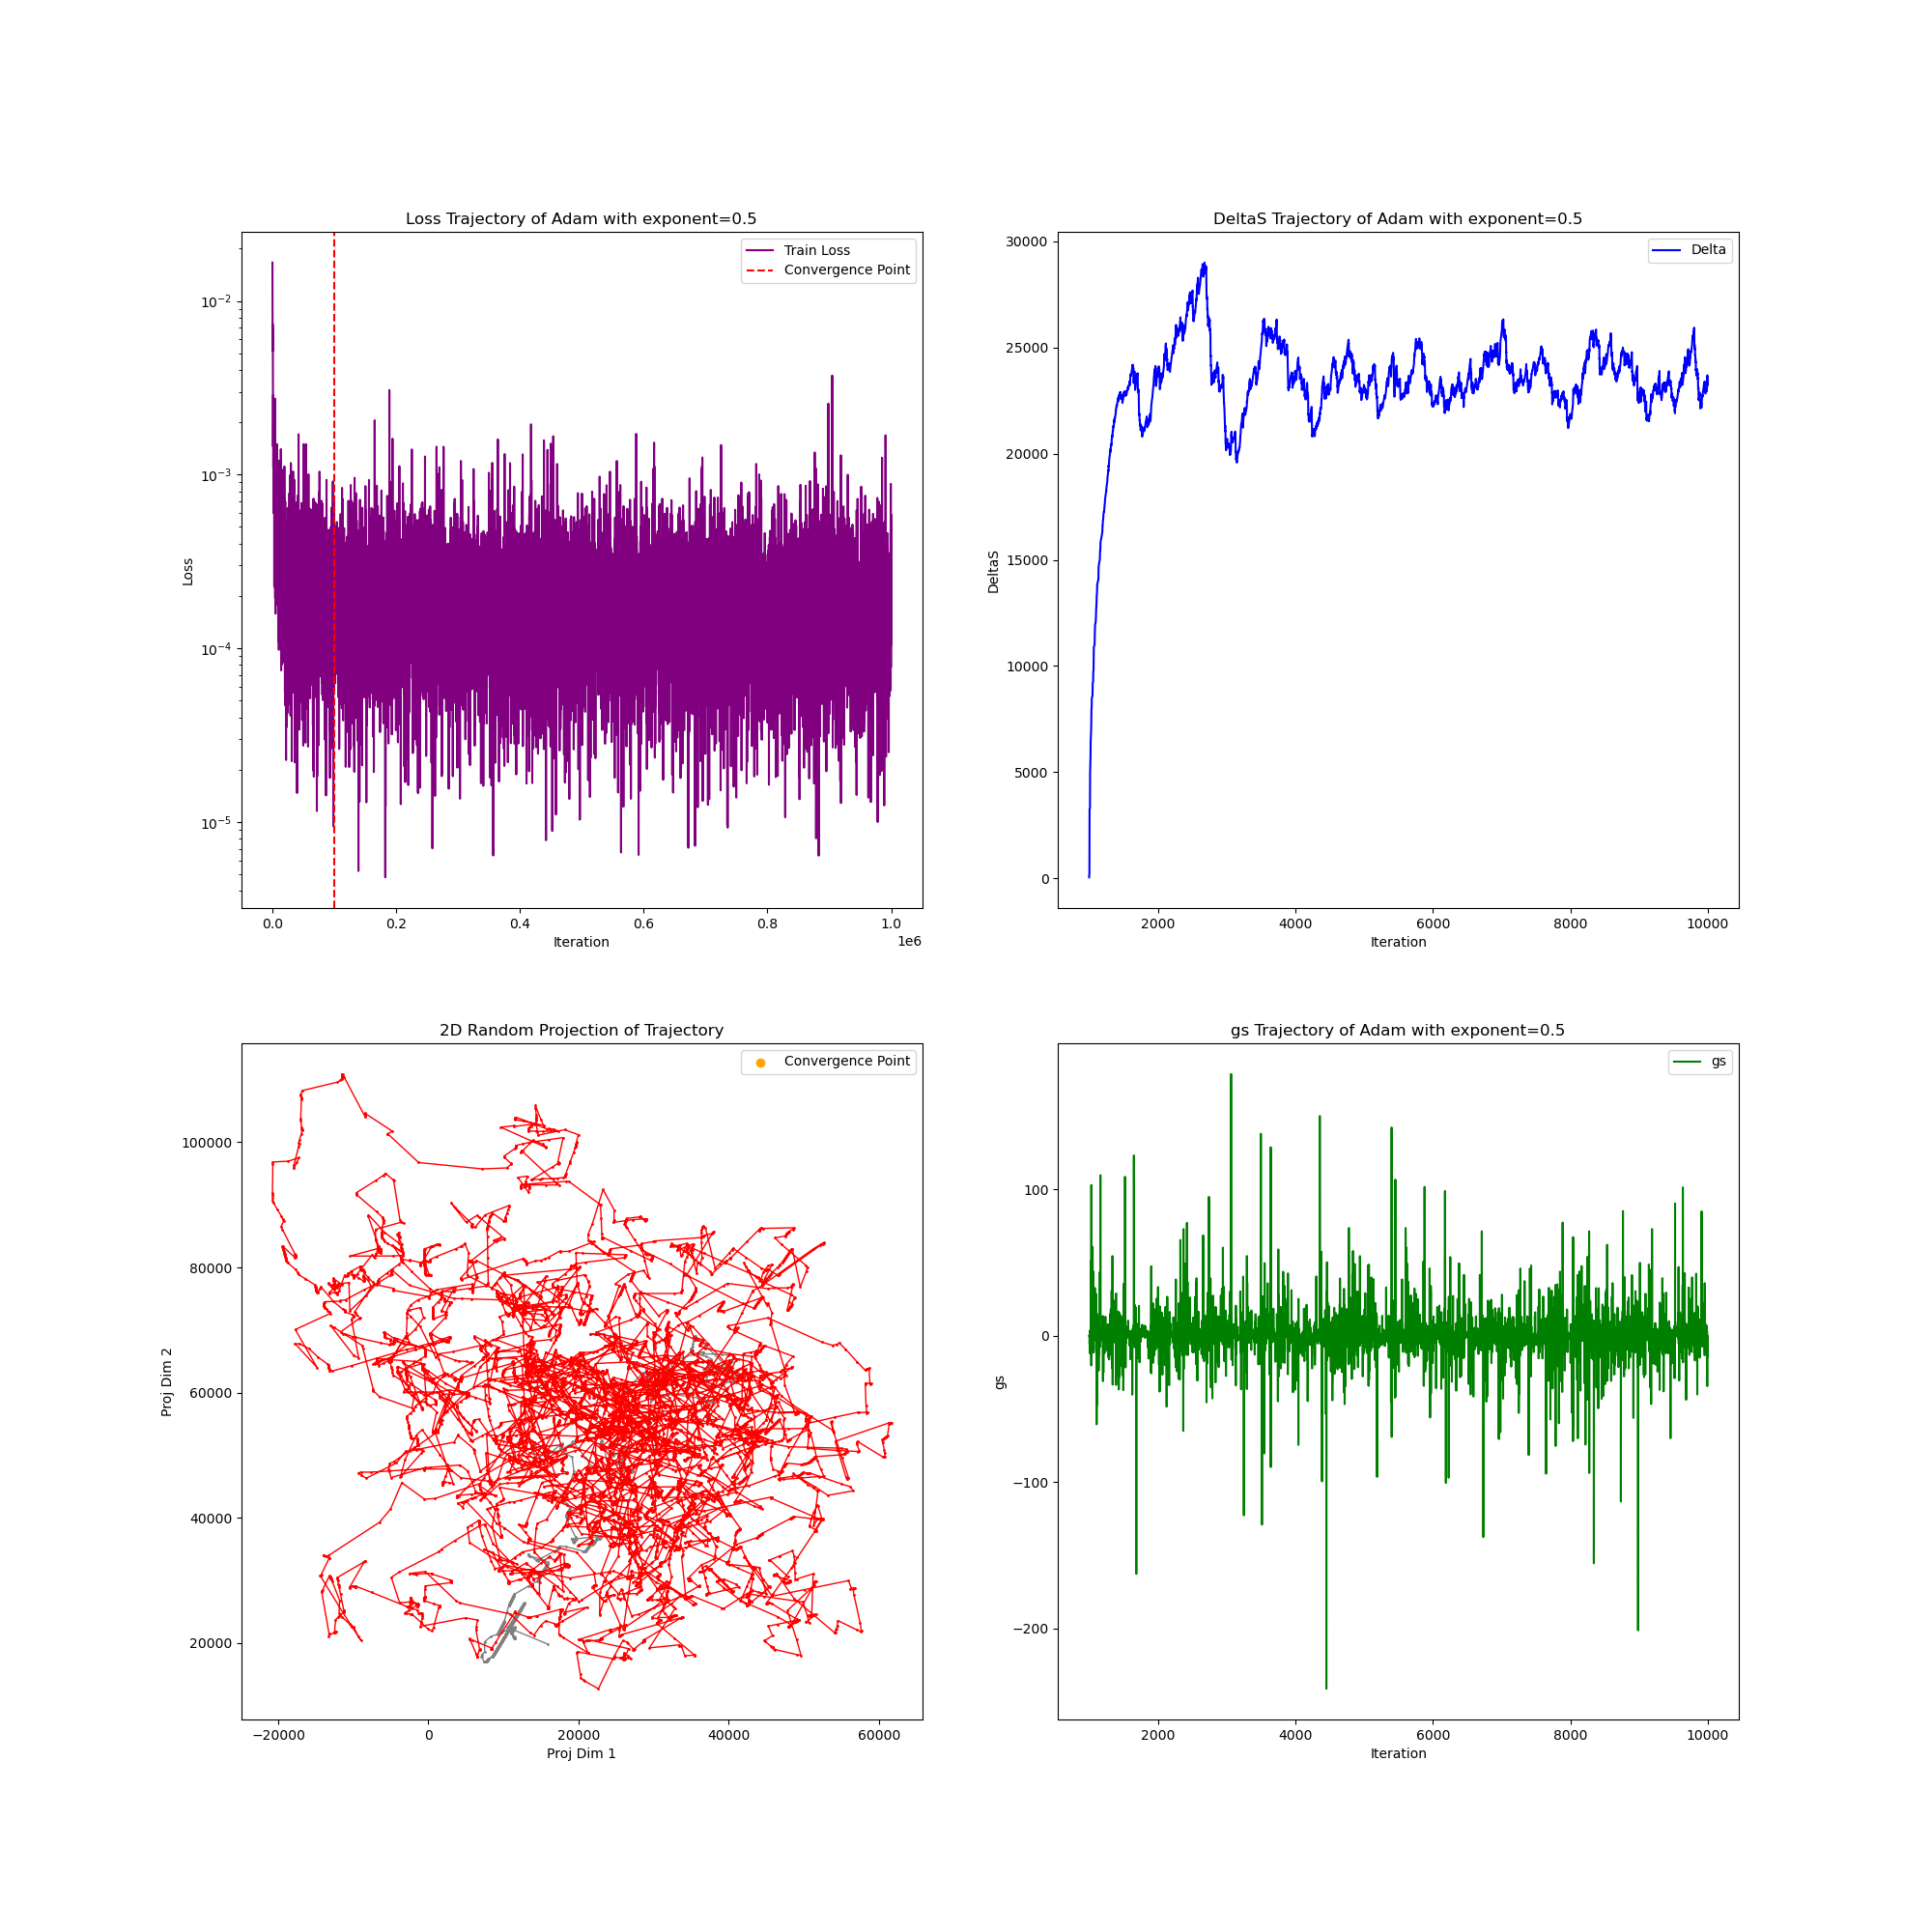 Loss Trajectory of Adam with exponent=0.5
Train Loss
Convergence Point
10^-2
10^-3
10^-4
10^-5
Loss
0.0 0.2 0.4 0.6 0.8 1.0
1e6
Iteration
DeltaS Trajectory of Adam with exponent=0.5
Delta
30000
25000
20000
15000
10000
5000
0
DeltaS
2000 4000 6000 8000 10000
Iteration
2D Random Projection of Trajectory
Convergence Point
100000
80000
60000
40000
20000
Proj Dim 2
−20000 0 20000 40000 60000
Proj Dim 1
gs Trajectory of Adam with exponent=0.5
gs
100
0
−100
−200
gs
2000 4000 6000 8000 10000
Iteration